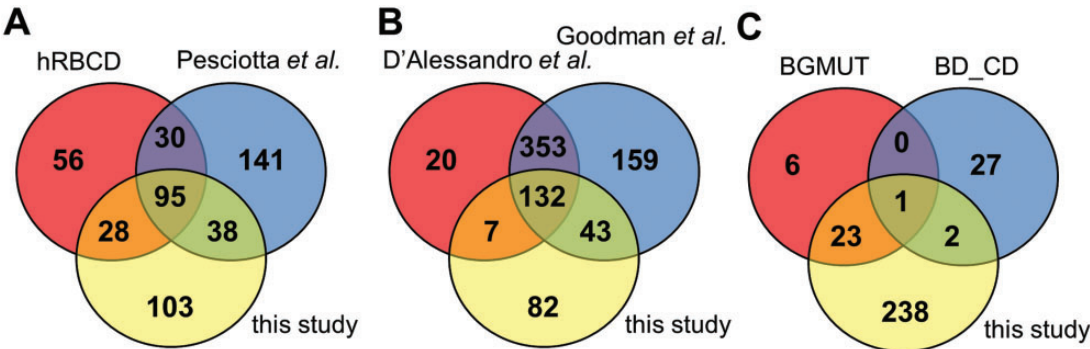 A
hRBCD
Pesciotta et al.
56
30
141
95
28
38
103
this study
B
D'Alessandro et al.
Goodman et al.
20
353
159
132
7
43
82
this study
C
BGMUT
BD_CD
6
0
27
1
23
2
238
this study